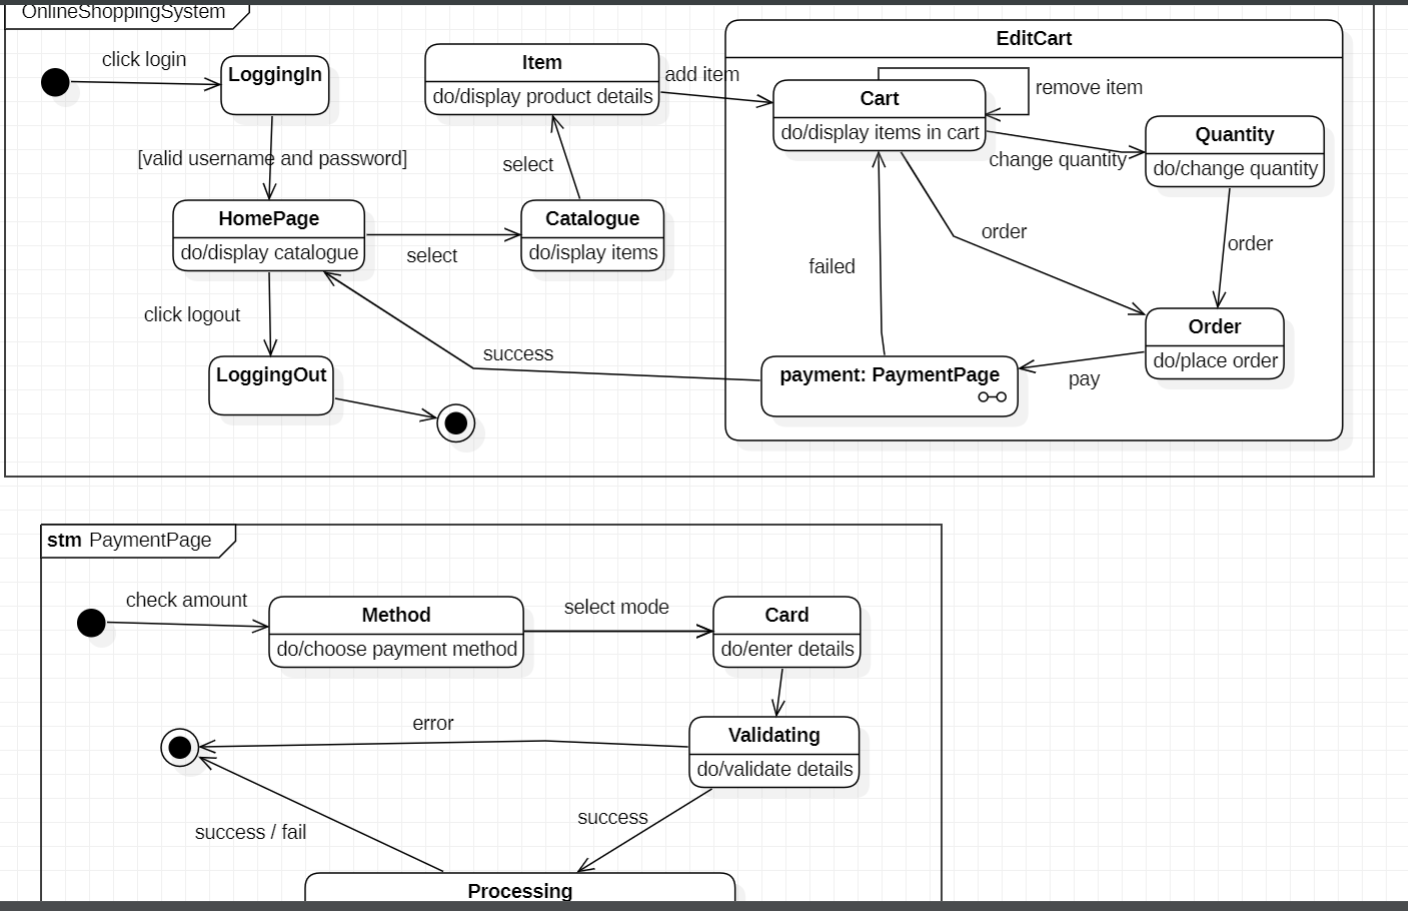 OnlineShoppingSystem
EditCart
click login
LoggingIn
Item
do/display product details
add item
Cart
do/display items in cart
remove item
[valid username and password]
select
change quantity
Quantity
do/change quantity
HomePage
do/display catalogue
select
Catalogue
do/isplay items
order
order
failed
click logout
LoggingOut
success
payment: PaymentPage
pay
Order
do/place order
stm PaymentPage
check amount
Method
do/choose payment method
select mode
Card
do/enter details
error
Validating
do/validate details
success / fail
success
Processing